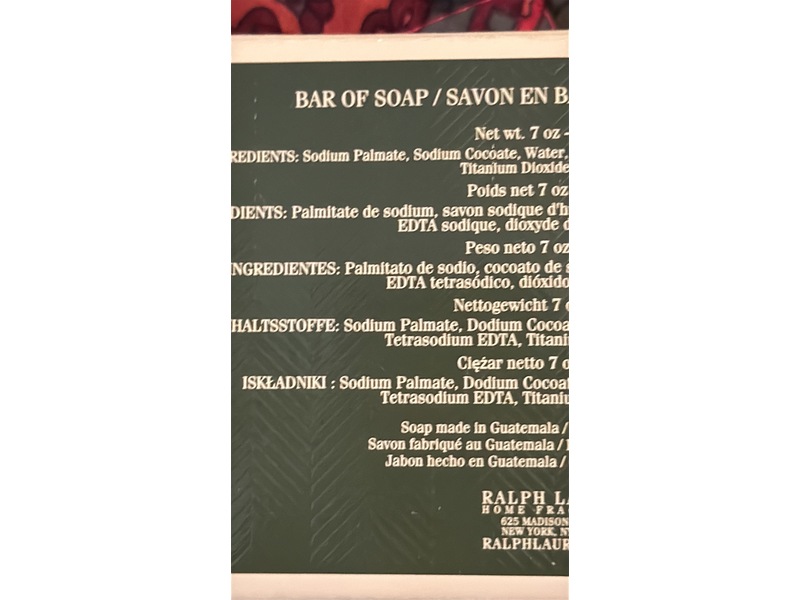 BAR OF SOAP / SAVON EN B
Net wt. 7 oz -
REDIENTS: Sodium Palmate, Sodium Cocoate, Water,
Titanium Dioxide
Poids net 7 oz
DIENTS: Palmitate de sodium, savon sodique d'h
EDTA sodique, dioxyde d
Peso neto 7 oz
INGREDIENTES: Palmitato de sodio, cocoato de s
EDTA tetrasódico, dióxido
Nettogewicht 7 o
HALTSSTOFFE: Sodium Palmate, Dodium Cocoa
Tetrasodium EDTA, Titani
Ciężar netto 7 o
ISKŁADNIKI : Sodium Palmate, Dodium Cocoat
Tetrasodium EDTA, Titaniu
Soap made in Guatemala /
Savon fabriqué au Guatemala /
Jabon hecho en Guatemala /
RALPH LA
HOME FRA
625 MADISON
NEW YORK, NY
RALPHLAUR